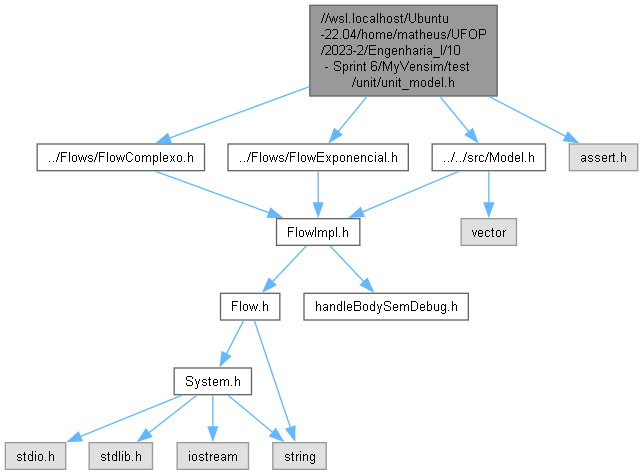 //wsl.localhost/Ubuntu
-22.04/home/matheus/UFOP
/2023-2/Engenharia_I/10
- Sprint 6/MyVensim/test
/unit/unit_model.h
../Flows/FlowComplexo.h
../Flows/FlowExponencial.h
../../src/Model.h
assert.h
FlowImpl.h
vector
Flow.h
handleBodySemDebug.h
System.h
stdio.h
stdlib.h
iostream
string